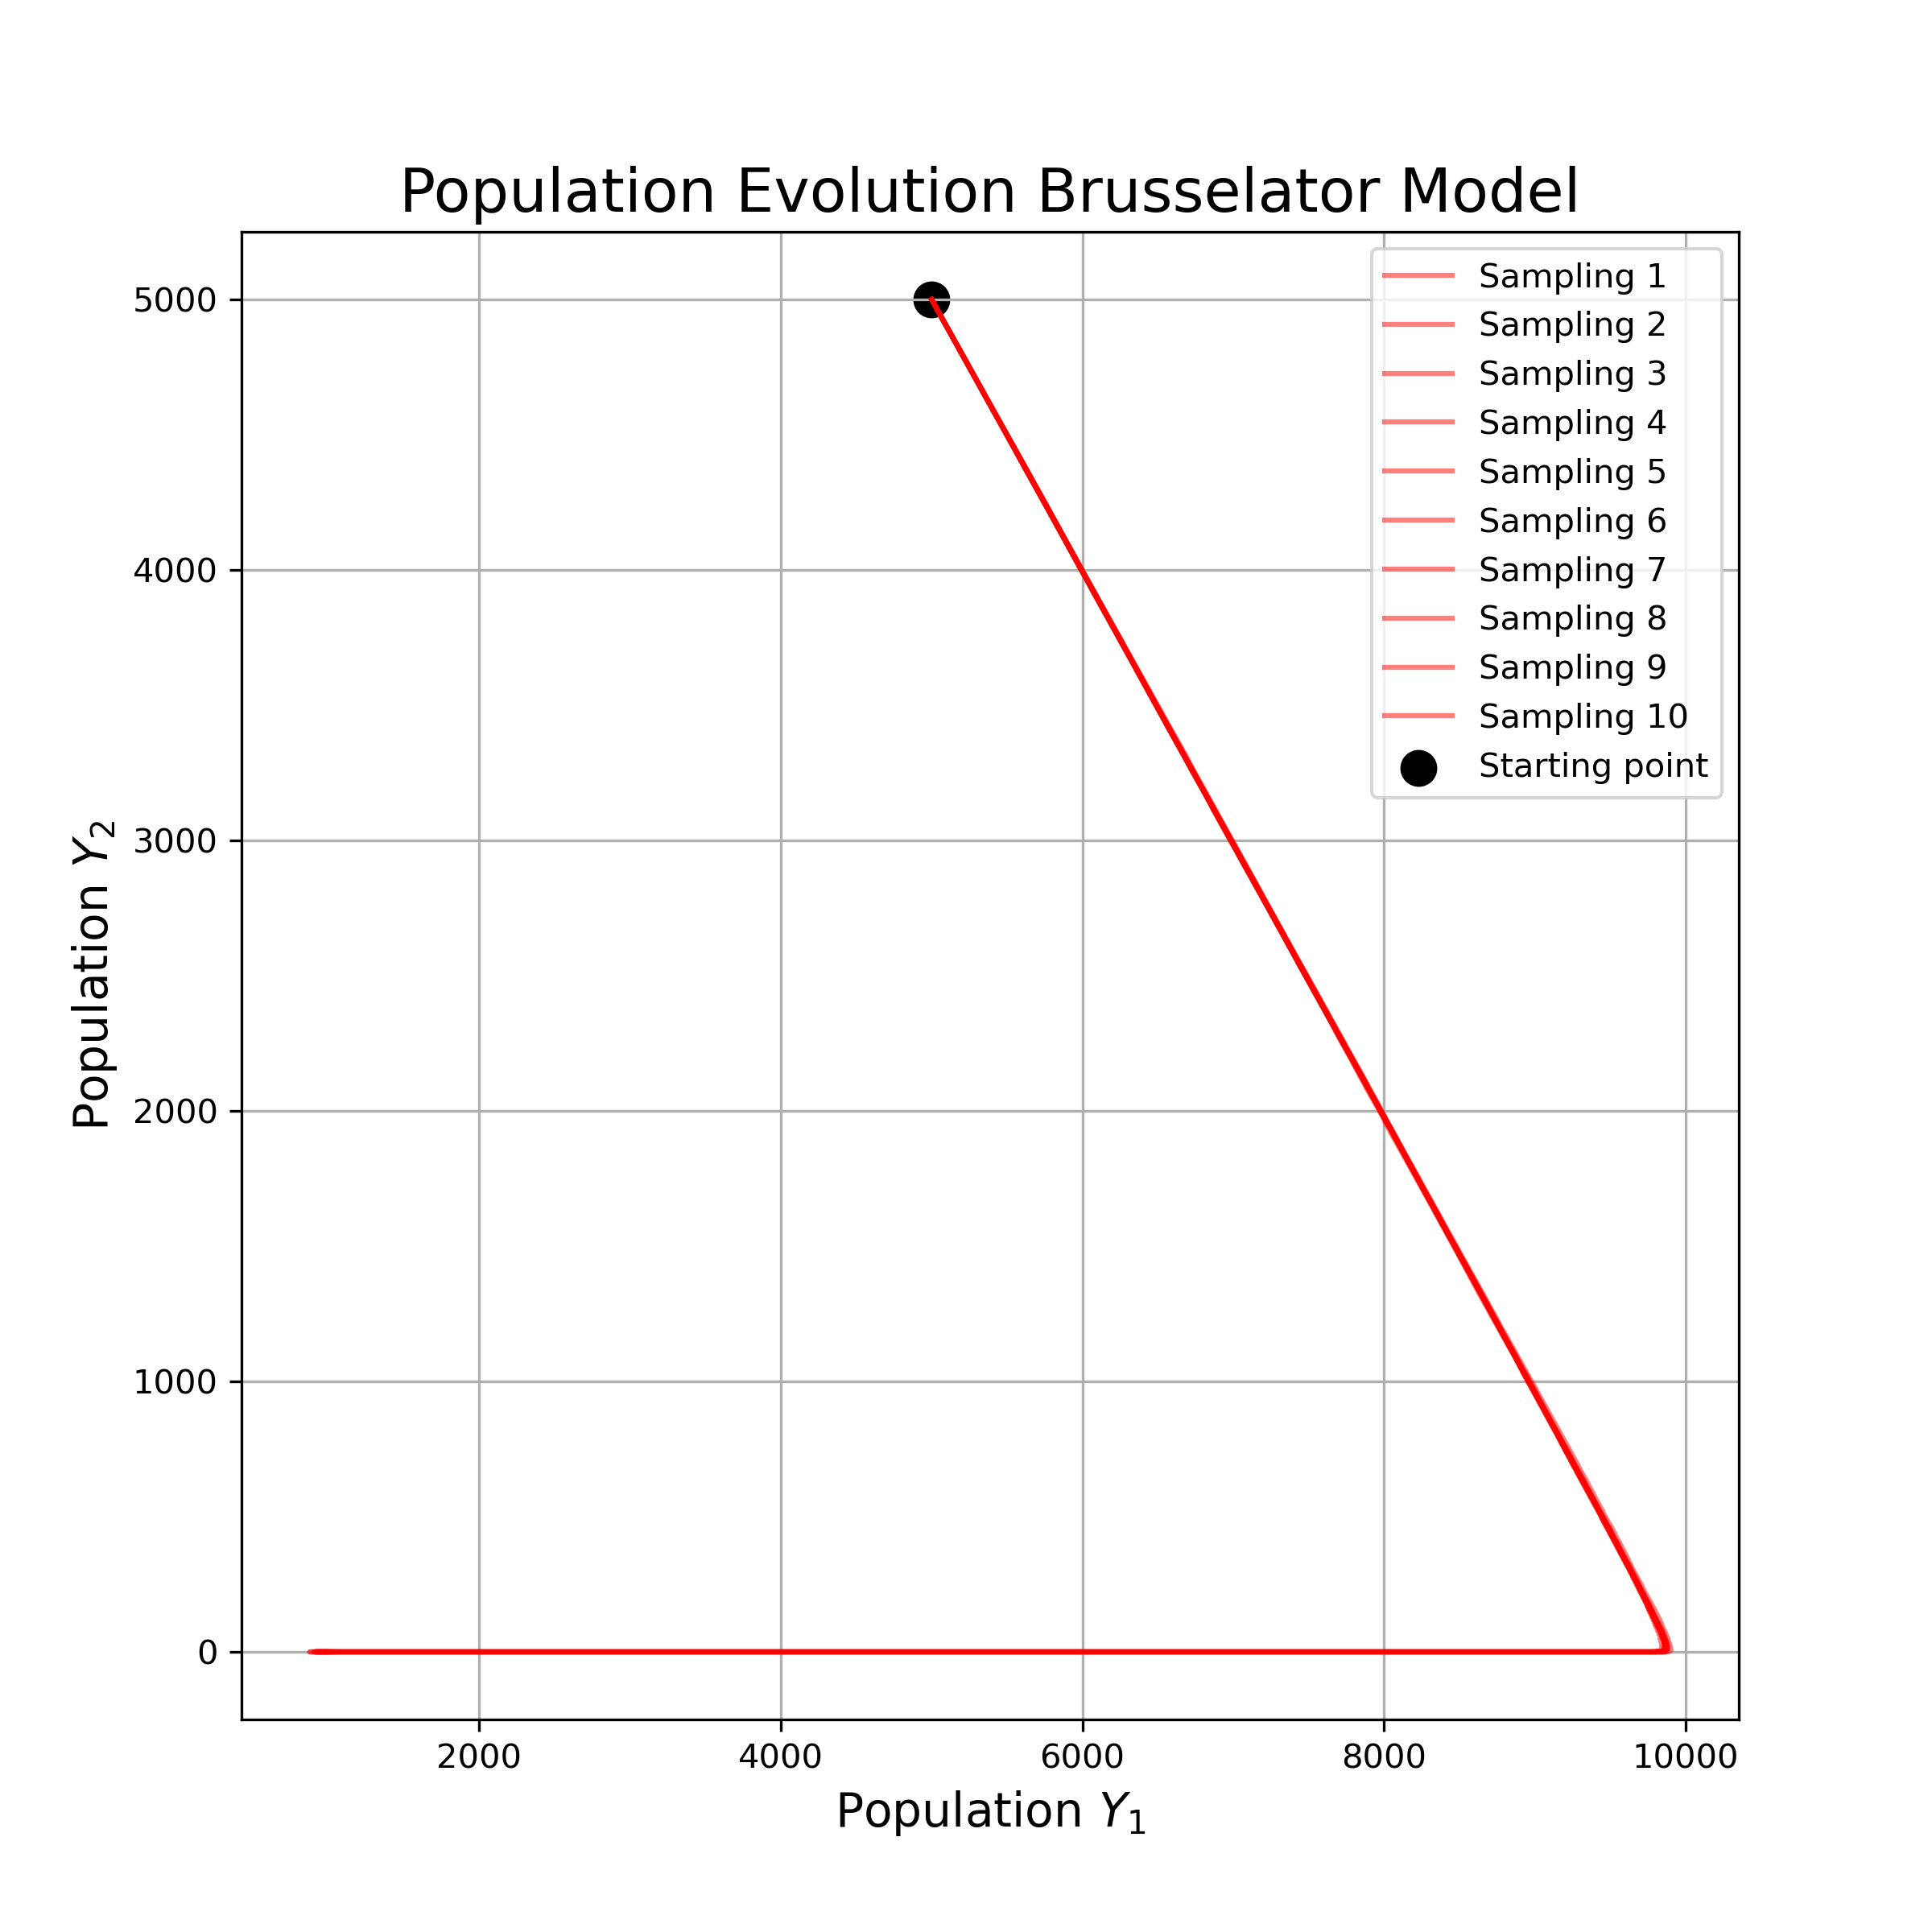 Population Evolution Brusselator Model
Sampling 1
Sampling 2
Sampling 3
Sampling 4
Sampling 5
Sampling 6
Sampling 7
Sampling 8
Sampling 9
Sampling 10
Starting point
5000
4000
3000
2000
1000
0
Population Y₂
2000 4000 6000 8000 10000
Population Y₁